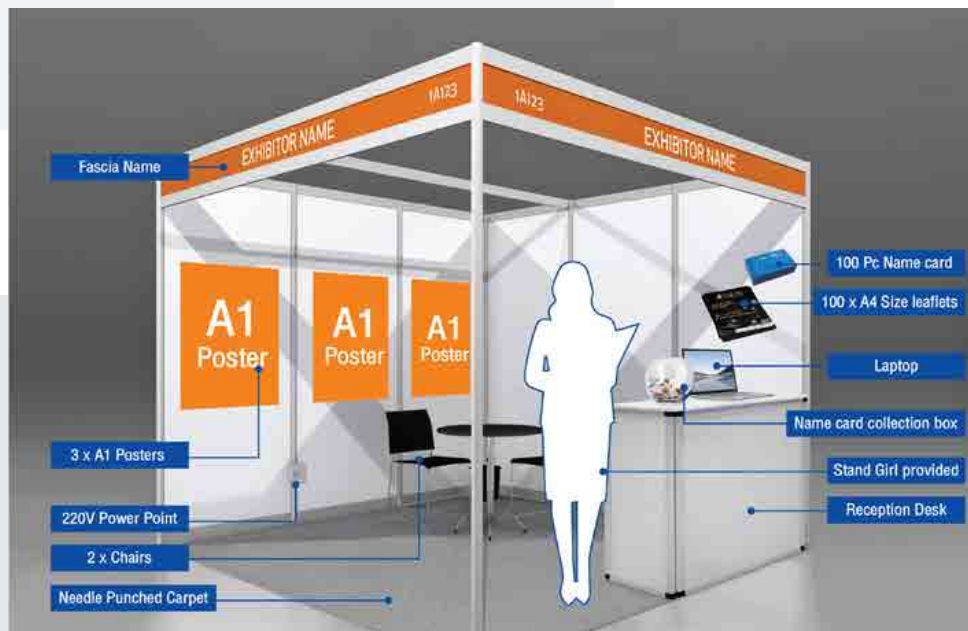 EXHIBITOR NAME
1A123
1A123
EXHIBITOR NAME
Fascia Name
A1
Poster
A1
Poster
A1
Poster
3 x A1 Posters
220V Power Point
2 x Chairs
Needle Punched Carpet
100 Pc Name card
100 x A4 Size leaflets
Laptop
Name card collection box
Stand Girl provided
Reception Desk